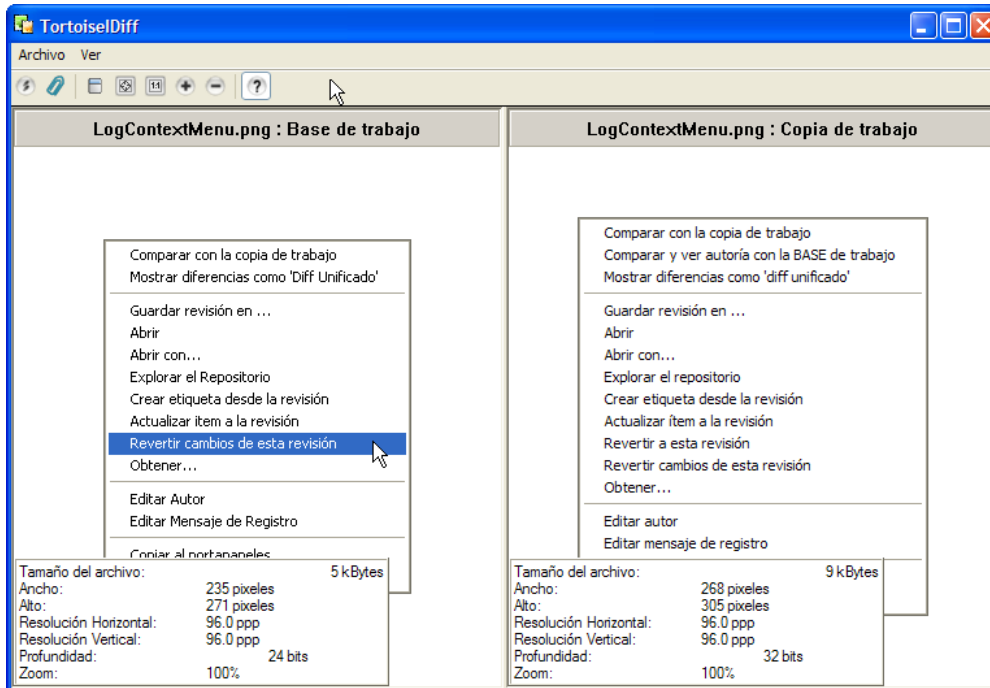 TortoiseIDiff
Archivo Ver
1:1 ?
LogContextMenu.png : Base de trabajo
Comparar con la copia de trabajo
Mostrar diferencias como 'Diff Unificado'
Guardar revisión en ...
Abrir
Abrir con...
Explorar el Repositorio
Crear etiqueta desde la revisión
Actualizar item a la revisión
Revertir cambios de esta revisión
Obtener...
Editar Autor
Editar Mensaje de Registro
Copiar al portapapeles
Tamaño del archivo: 5 kBytes
Ancho: 235 pixeles
Alto: 271 pixeles
Resolución Horizontal: 96.0 ppp
Resolución Vertical: 96.0 ppp
Profundidad: 24 bits
Zoom: 100%
LogContextMenu.png : Copia de trabajo
Comparar con la copia de trabajo
Comparar y ver autoría con la BASE de trabajo
Mostrar diferencias como 'diff unificado'
Guardar revisión en ...
Abrir
Abrir con...
Explorar el repositorio
Crear etiqueta desde la revisión
Actualizar ítem a la revisión
Revertir a esta revisión
Revertir cambios de esta revisión
Obtener...
Editar autor
Editar mensaje de registro
Tamaño del archivo: 9 kBytes
Ancho: 268 pixeles
Alto: 305 pixeles
Resolución Horizontal: 96.0 ppp
Resolución Vertical: 96.0 ppp
Profundidad: 32 bits
Zoom: 100%